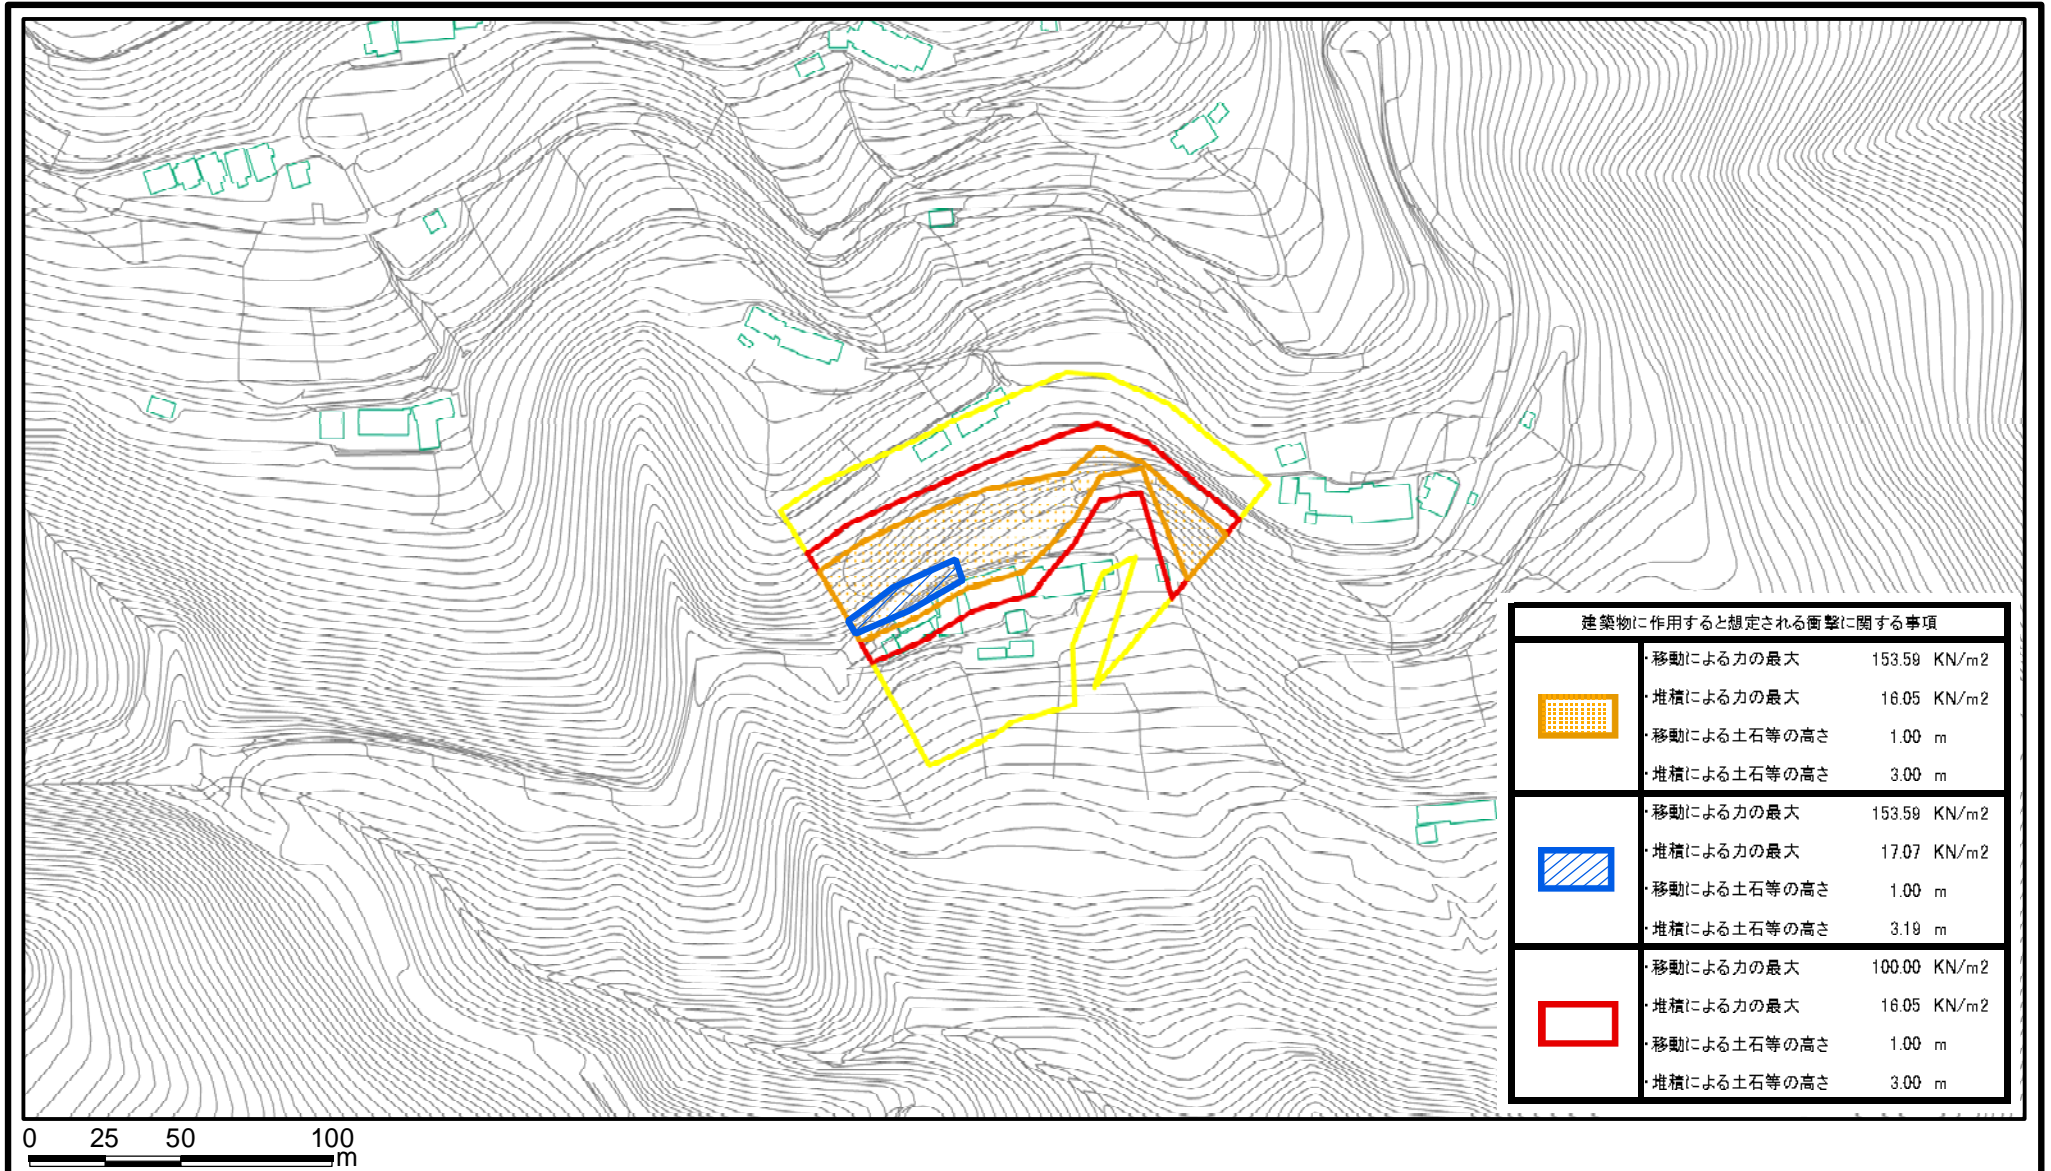 建築物に作用すると想定される衝撃に関する事項
・移動による力の最大 153.59 KN/m2
・堆積による力の最大 16.05 KN/m2
・移動による土石等の高さ 1.00 m
・堆積による土石等の高さ 3.00 m
・移動による力の最大 153.59 KN/m2
・堆積による力の最大 17.07 KN/m2
・移動による土石等の高さ 1.00 m
・堆積による土石等の高さ 3.19 m
・移動による力の最大 100.00 KN/m2
・堆積による力の最大 16.05 KN/m2
・移動による土石等の高さ 1.00 m
・堆積による土石等の高さ 3.00 m
0 25 50 100
m